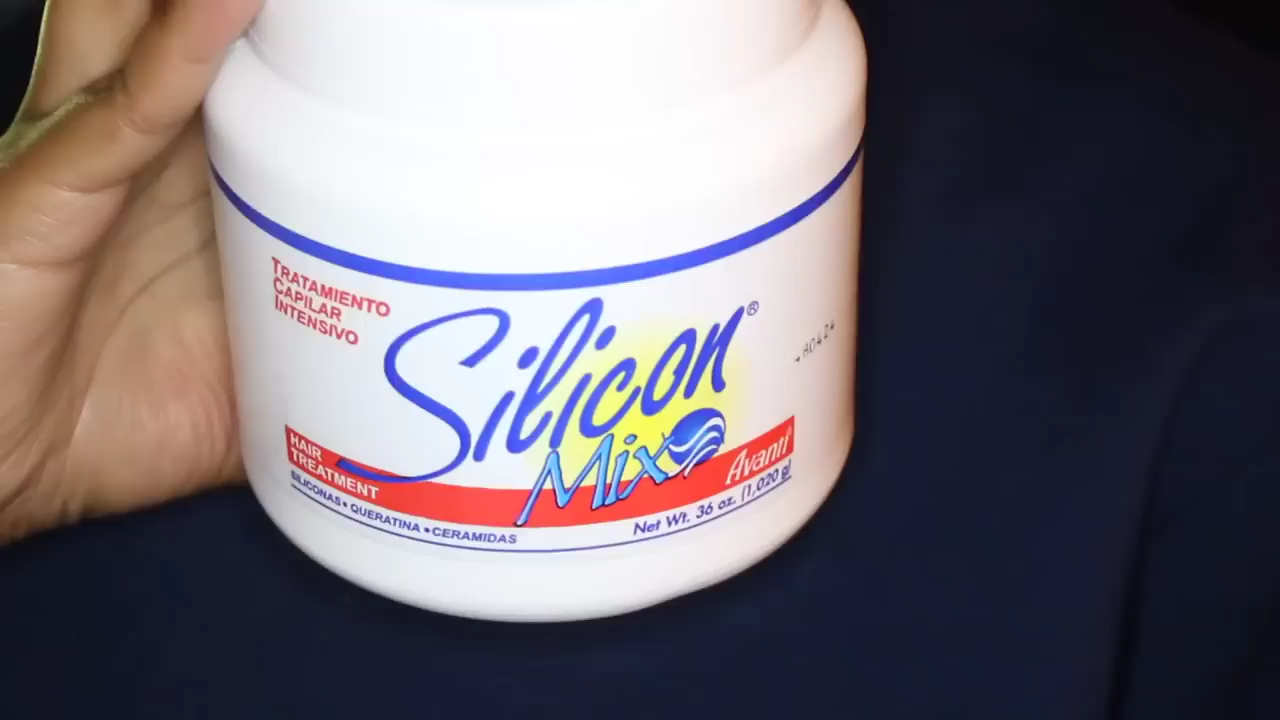 TRATAMIENTO
CAPILAR
INTENSIVO
Silicon®
Mix
Avanti®
HAIR
TREATMENT
SILICONAS • QUERATINA • CERAMIDAS
Net Wt. 36 oz. (1,020 g)